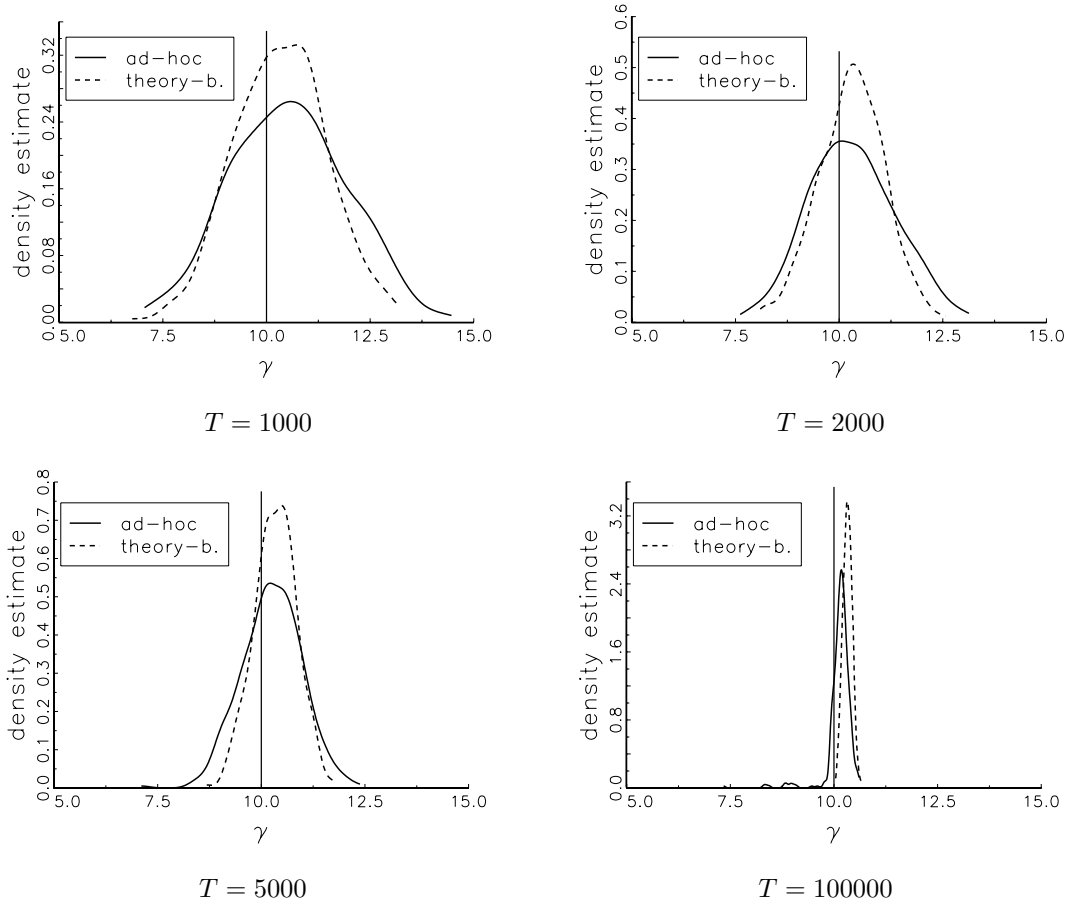 density estimate
0.00 0.08 0.16 0.24 0.32
ad-hoc
theory-b.
5.0 7.5 10.0 12.5 15.0
γ
T = 1000
density estimate
0.0 0.1 0.2 0.3 0.4 0.5 0.6
ad-hoc
theory-b.
5.0 7.5 10.0 12.5 15.0
γ
T = 2000
density estimate
0.0 0.1 0.2 0.3 0.4 0.5 0.6 0.7 0.8
ad-hoc
theory-b.
5.0 7.5 10.0 12.5 15.0
γ
T = 5000
density estimate
0.0 0.8 1.6 2.4 3.2
ad-hoc
theory-b.
5.0 7.5 10.0 12.5 15.0
γ
T = 100000